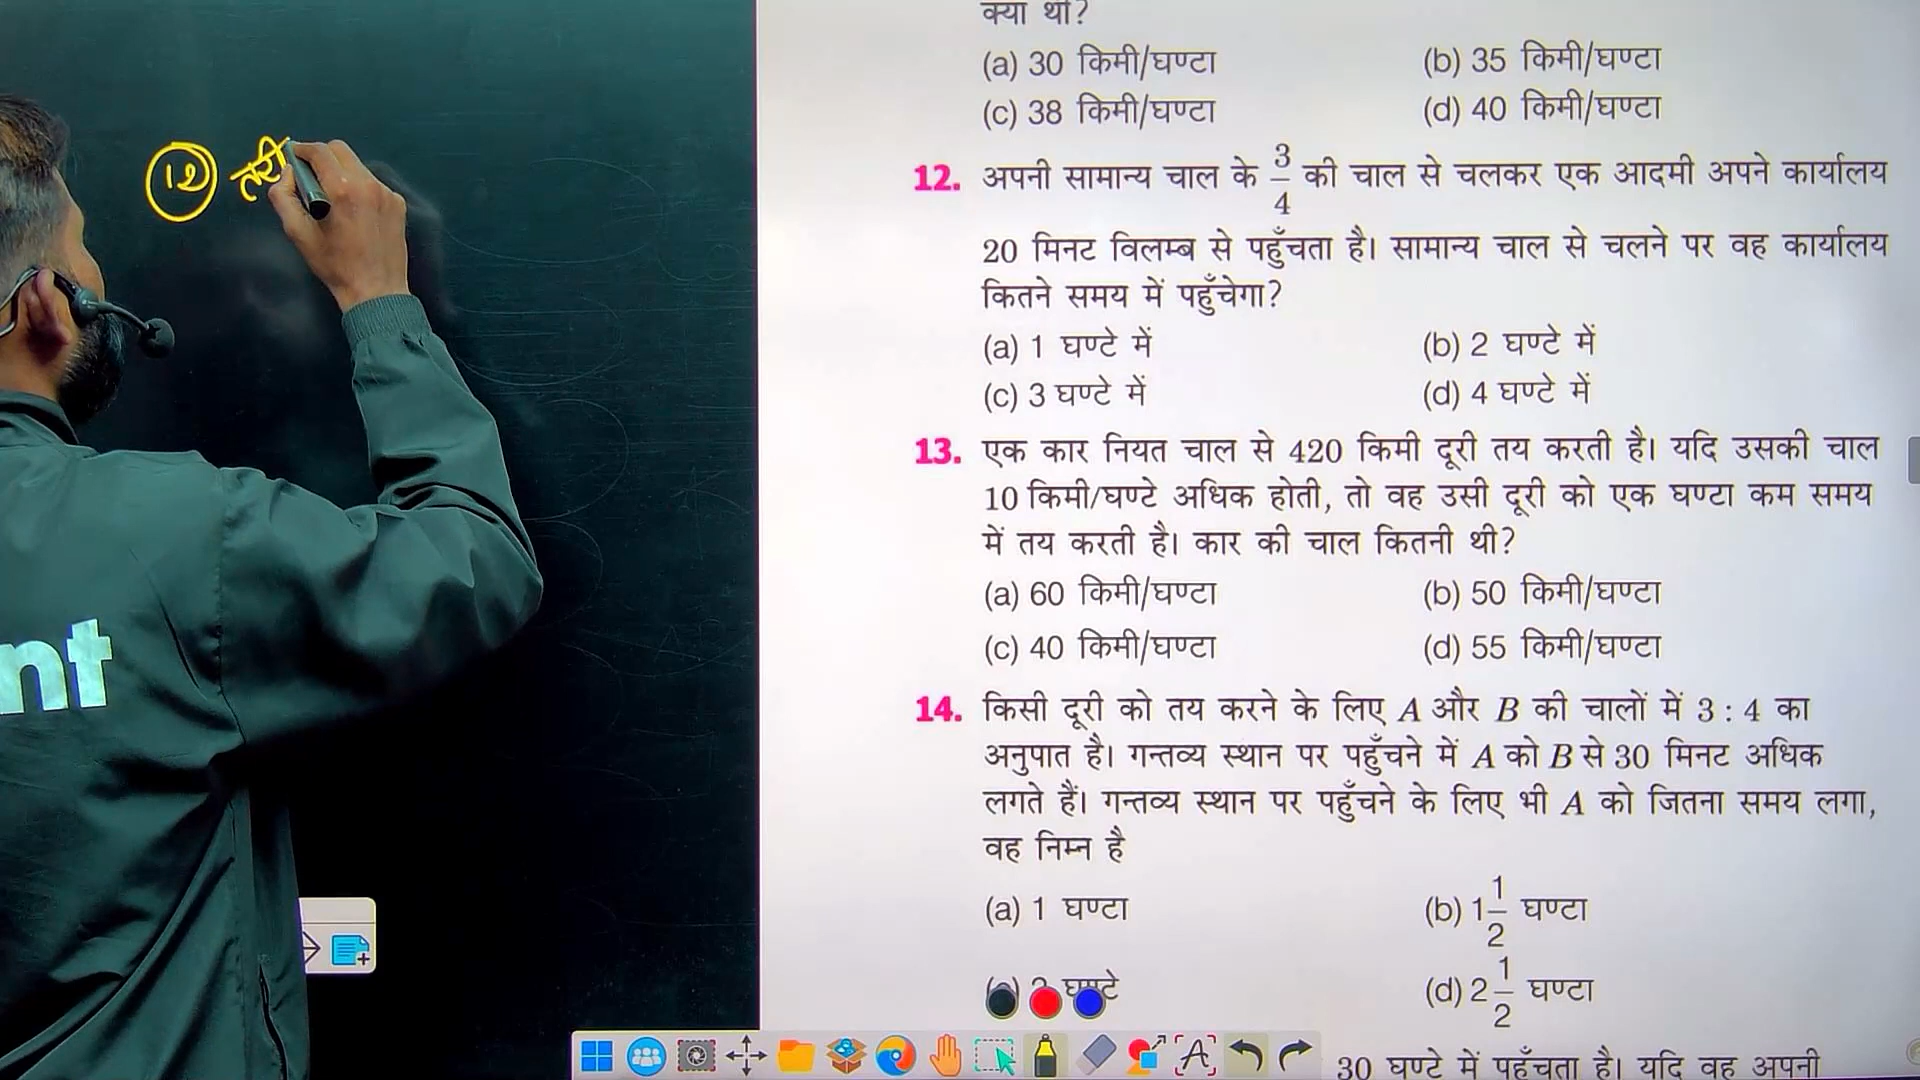 क्या थी?
(a) 30 किमी/घण्टा (b) 35 किमी/घण्टा
(c) 38 किमी/घण्टा (d) 40 किमी/घण्टा
12. अपनी सामान्य चाल के 3/4 की चाल से चलकर एक आदमी अपने कार्यालय
20 मिनट विलम्ब से पहुँचता है। सामान्य चाल से चलने पर वह कार्यालय
कितने समय में पहुँचेगा?
(a) 1 घण्टे में (b) 2 घण्टे में
(c) 3 घण्टे में (d) 4 घण्टे में
13. एक कार नियत चाल से 420 किमी दूरी तय करती है। यदि उसकी चाल
10 किमी/घण्टे अधिक होती, तो वह उसी दूरी को एक घण्टा कम समय
में तय करती है। कार की चाल कितनी थी?
(a) 60 किमी/घण्टा (b) 50 किमी/घण्टा
(c) 40 किमी/घण्टा (d) 55 किमी/घण्टा
14. किसी दूरी को तय करने के लिए A और B की चालों में 3 : 4 का
अनुपात है। गन्तव्य स्थान पर पहुँचने में A को B से 30 मिनट अधिक
लगते हैं। गन्तव्य स्थान पर पहुँचने के लिए भी A को जितना समय लगा,
वह निम्न है
(a) 1 घण्टा (b) 1 1/2 घण्टा
घण्टे (d) 2 1/2 घण्टा
30 घण्टे में पहुँचता है। यदि वह अपनी
12 तरी
nt